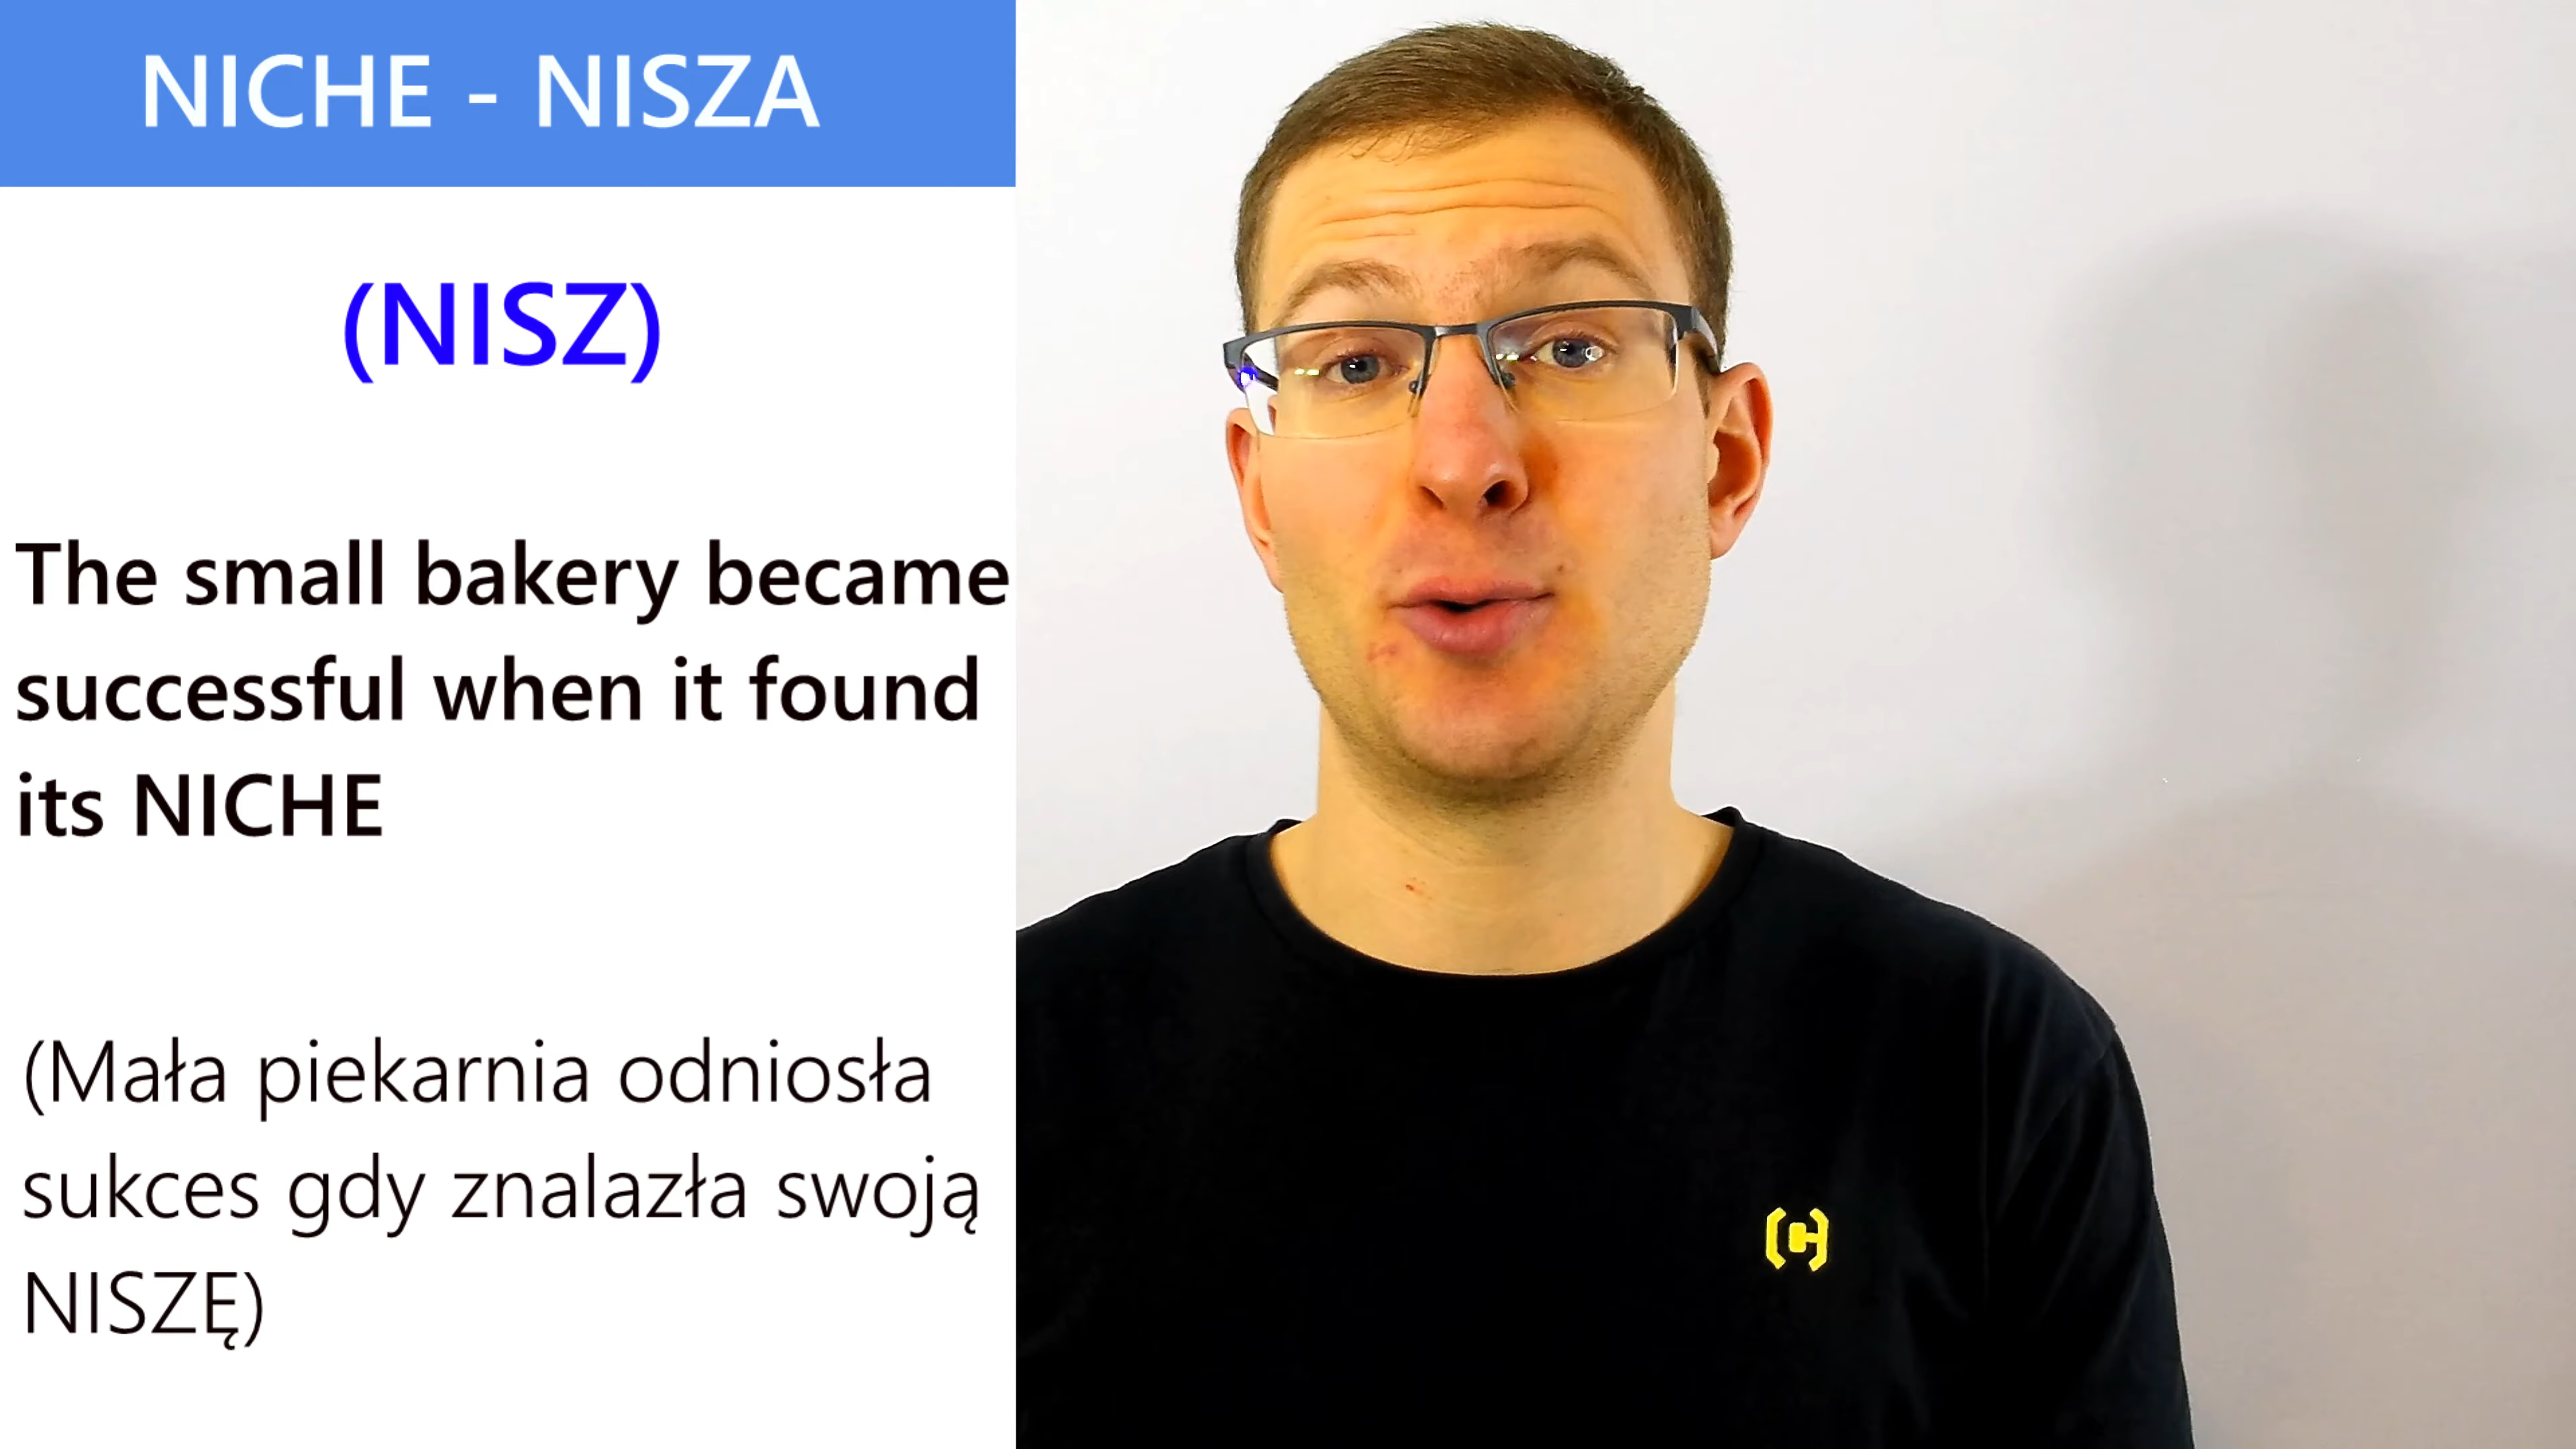 NICHE - NISZA
(NISZ)
The small bakery became
successful when it found
its NICHE
(Mała piekarnia odniosła
sukces gdy znalazła swoją
NISZĘ)